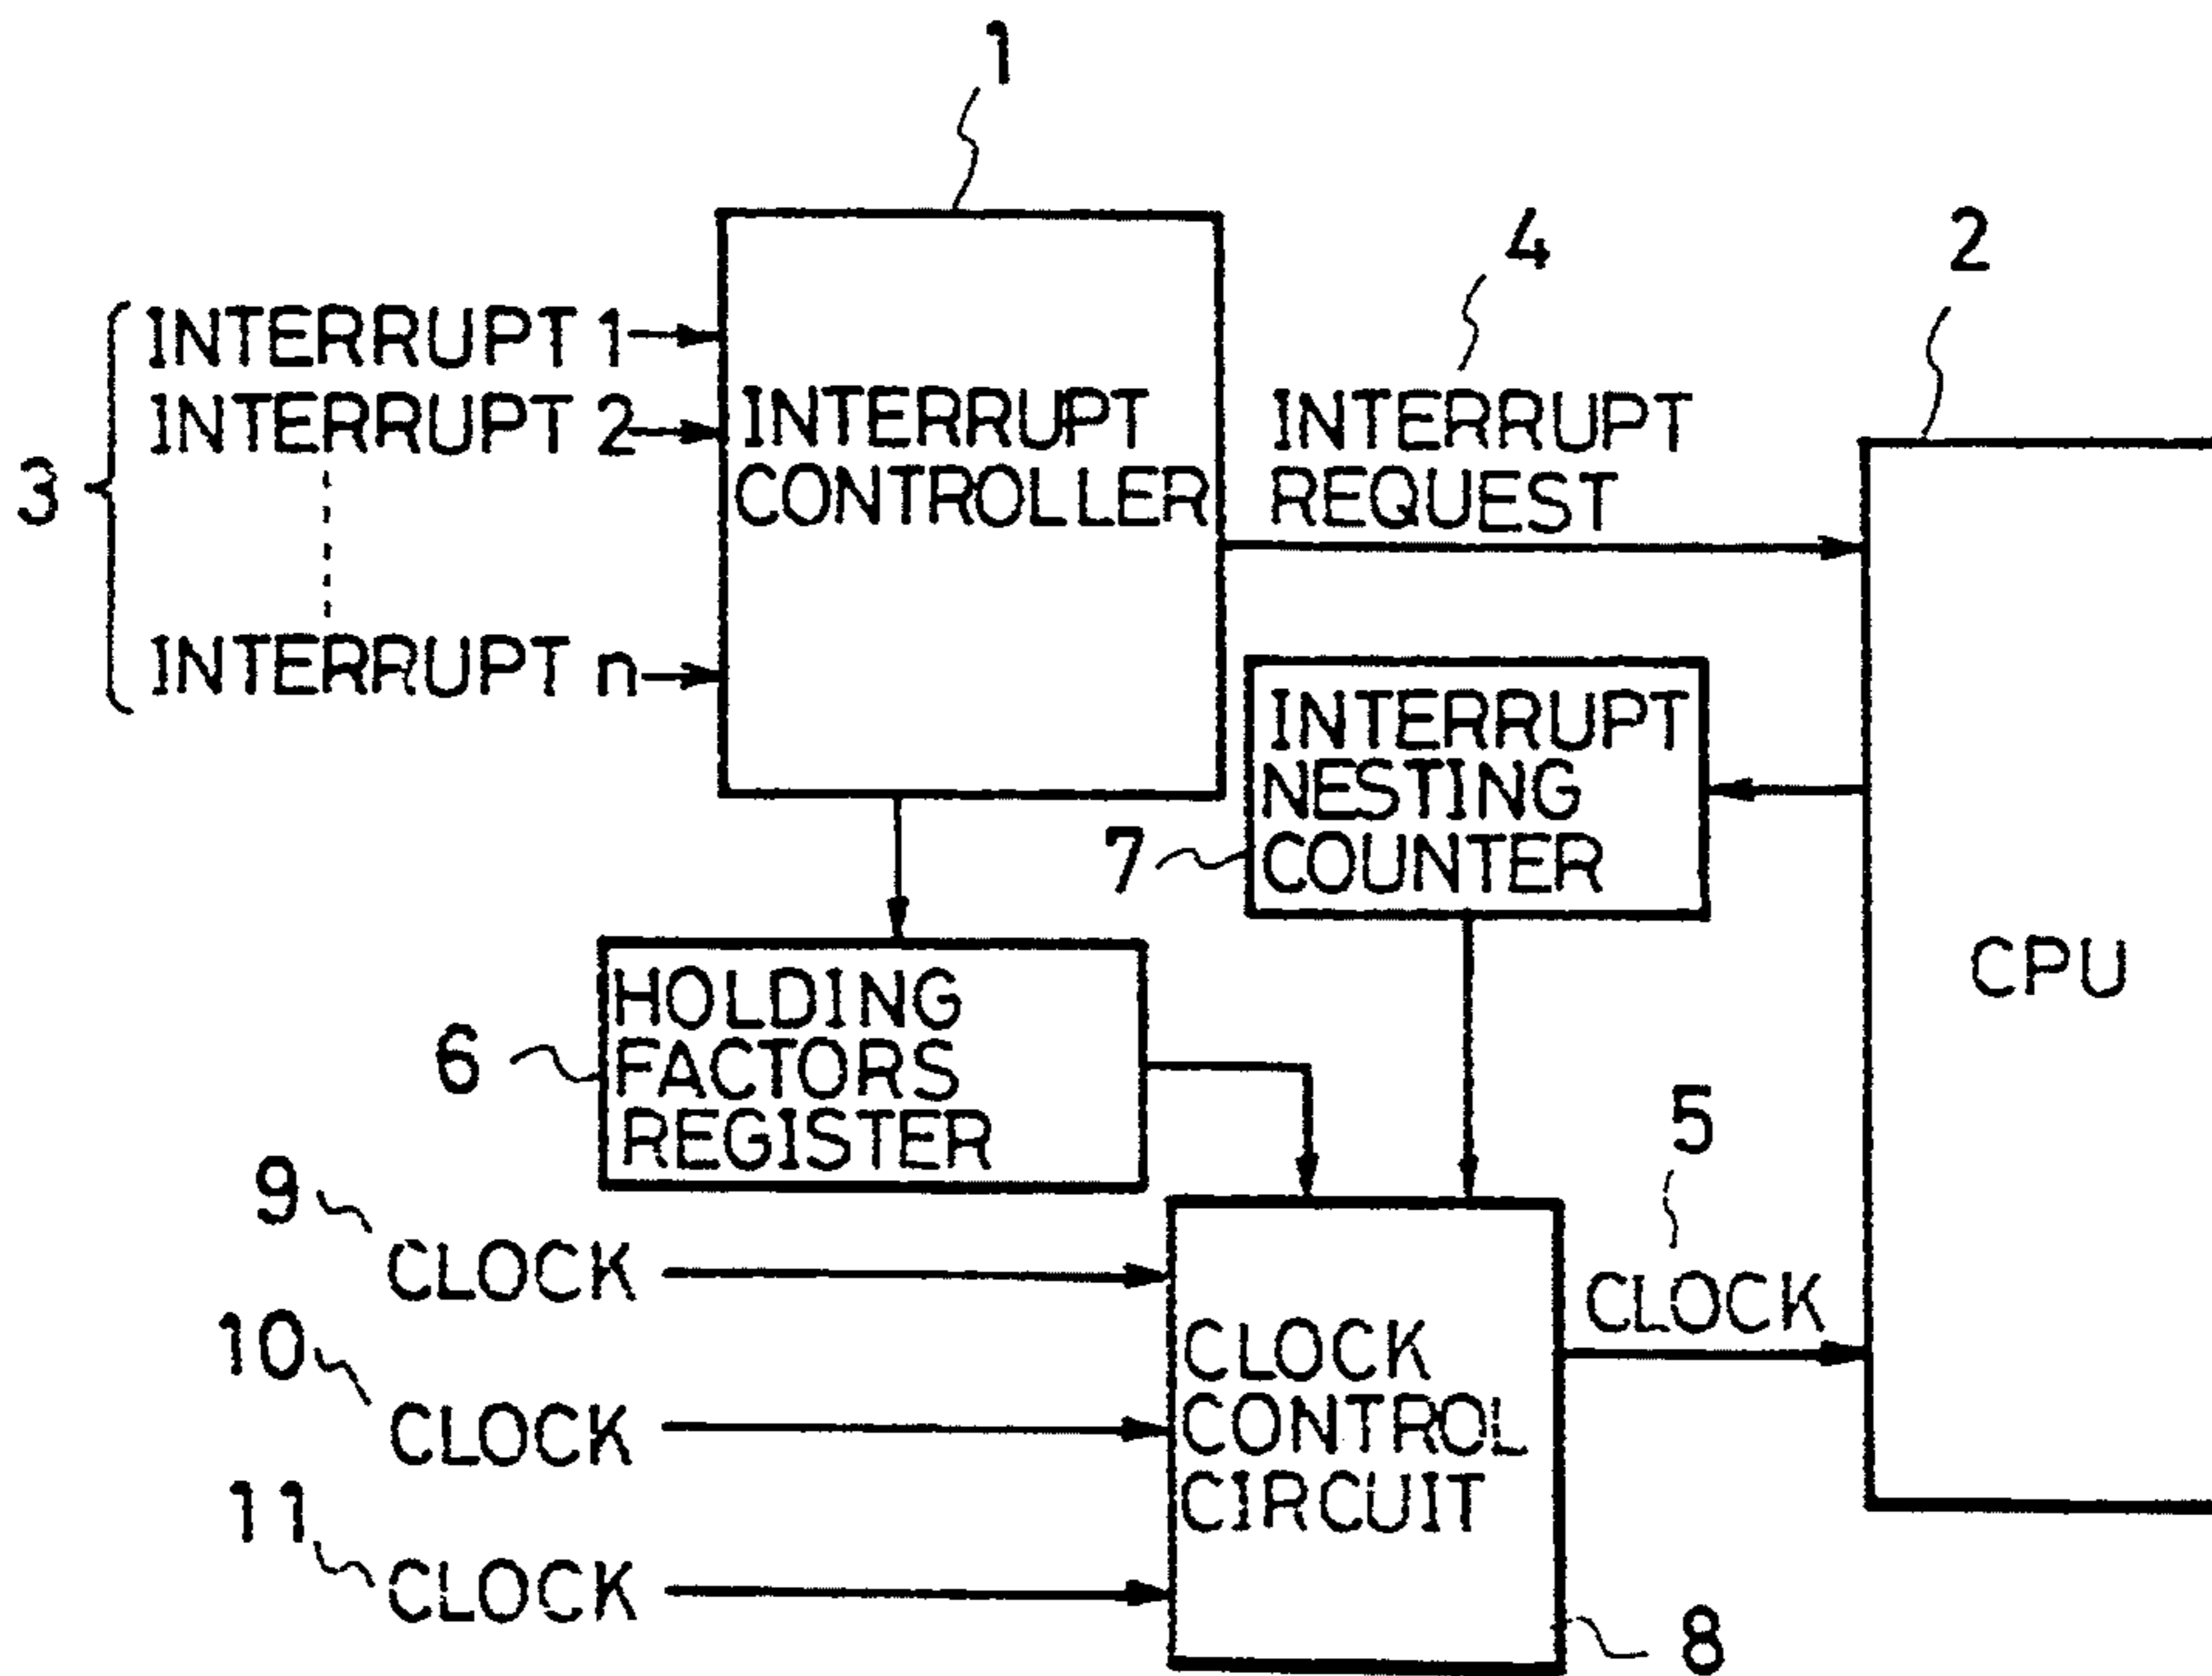 1
INTERRUPT 1
INTERRUPT 2
INTERRUPT n
3
INTERRUPT
CONTROLLER
4
INTERRUPT
REQUEST
2
CPU
INTERRUPT
NESTING
COUNTER
7
HOLDING
FACTORS
REGISTER
6
9
CLOCK
10
CLOCK
11
CLOCK
CLOCK
CONTROL
CIRCUIT
5
CLOCK
8